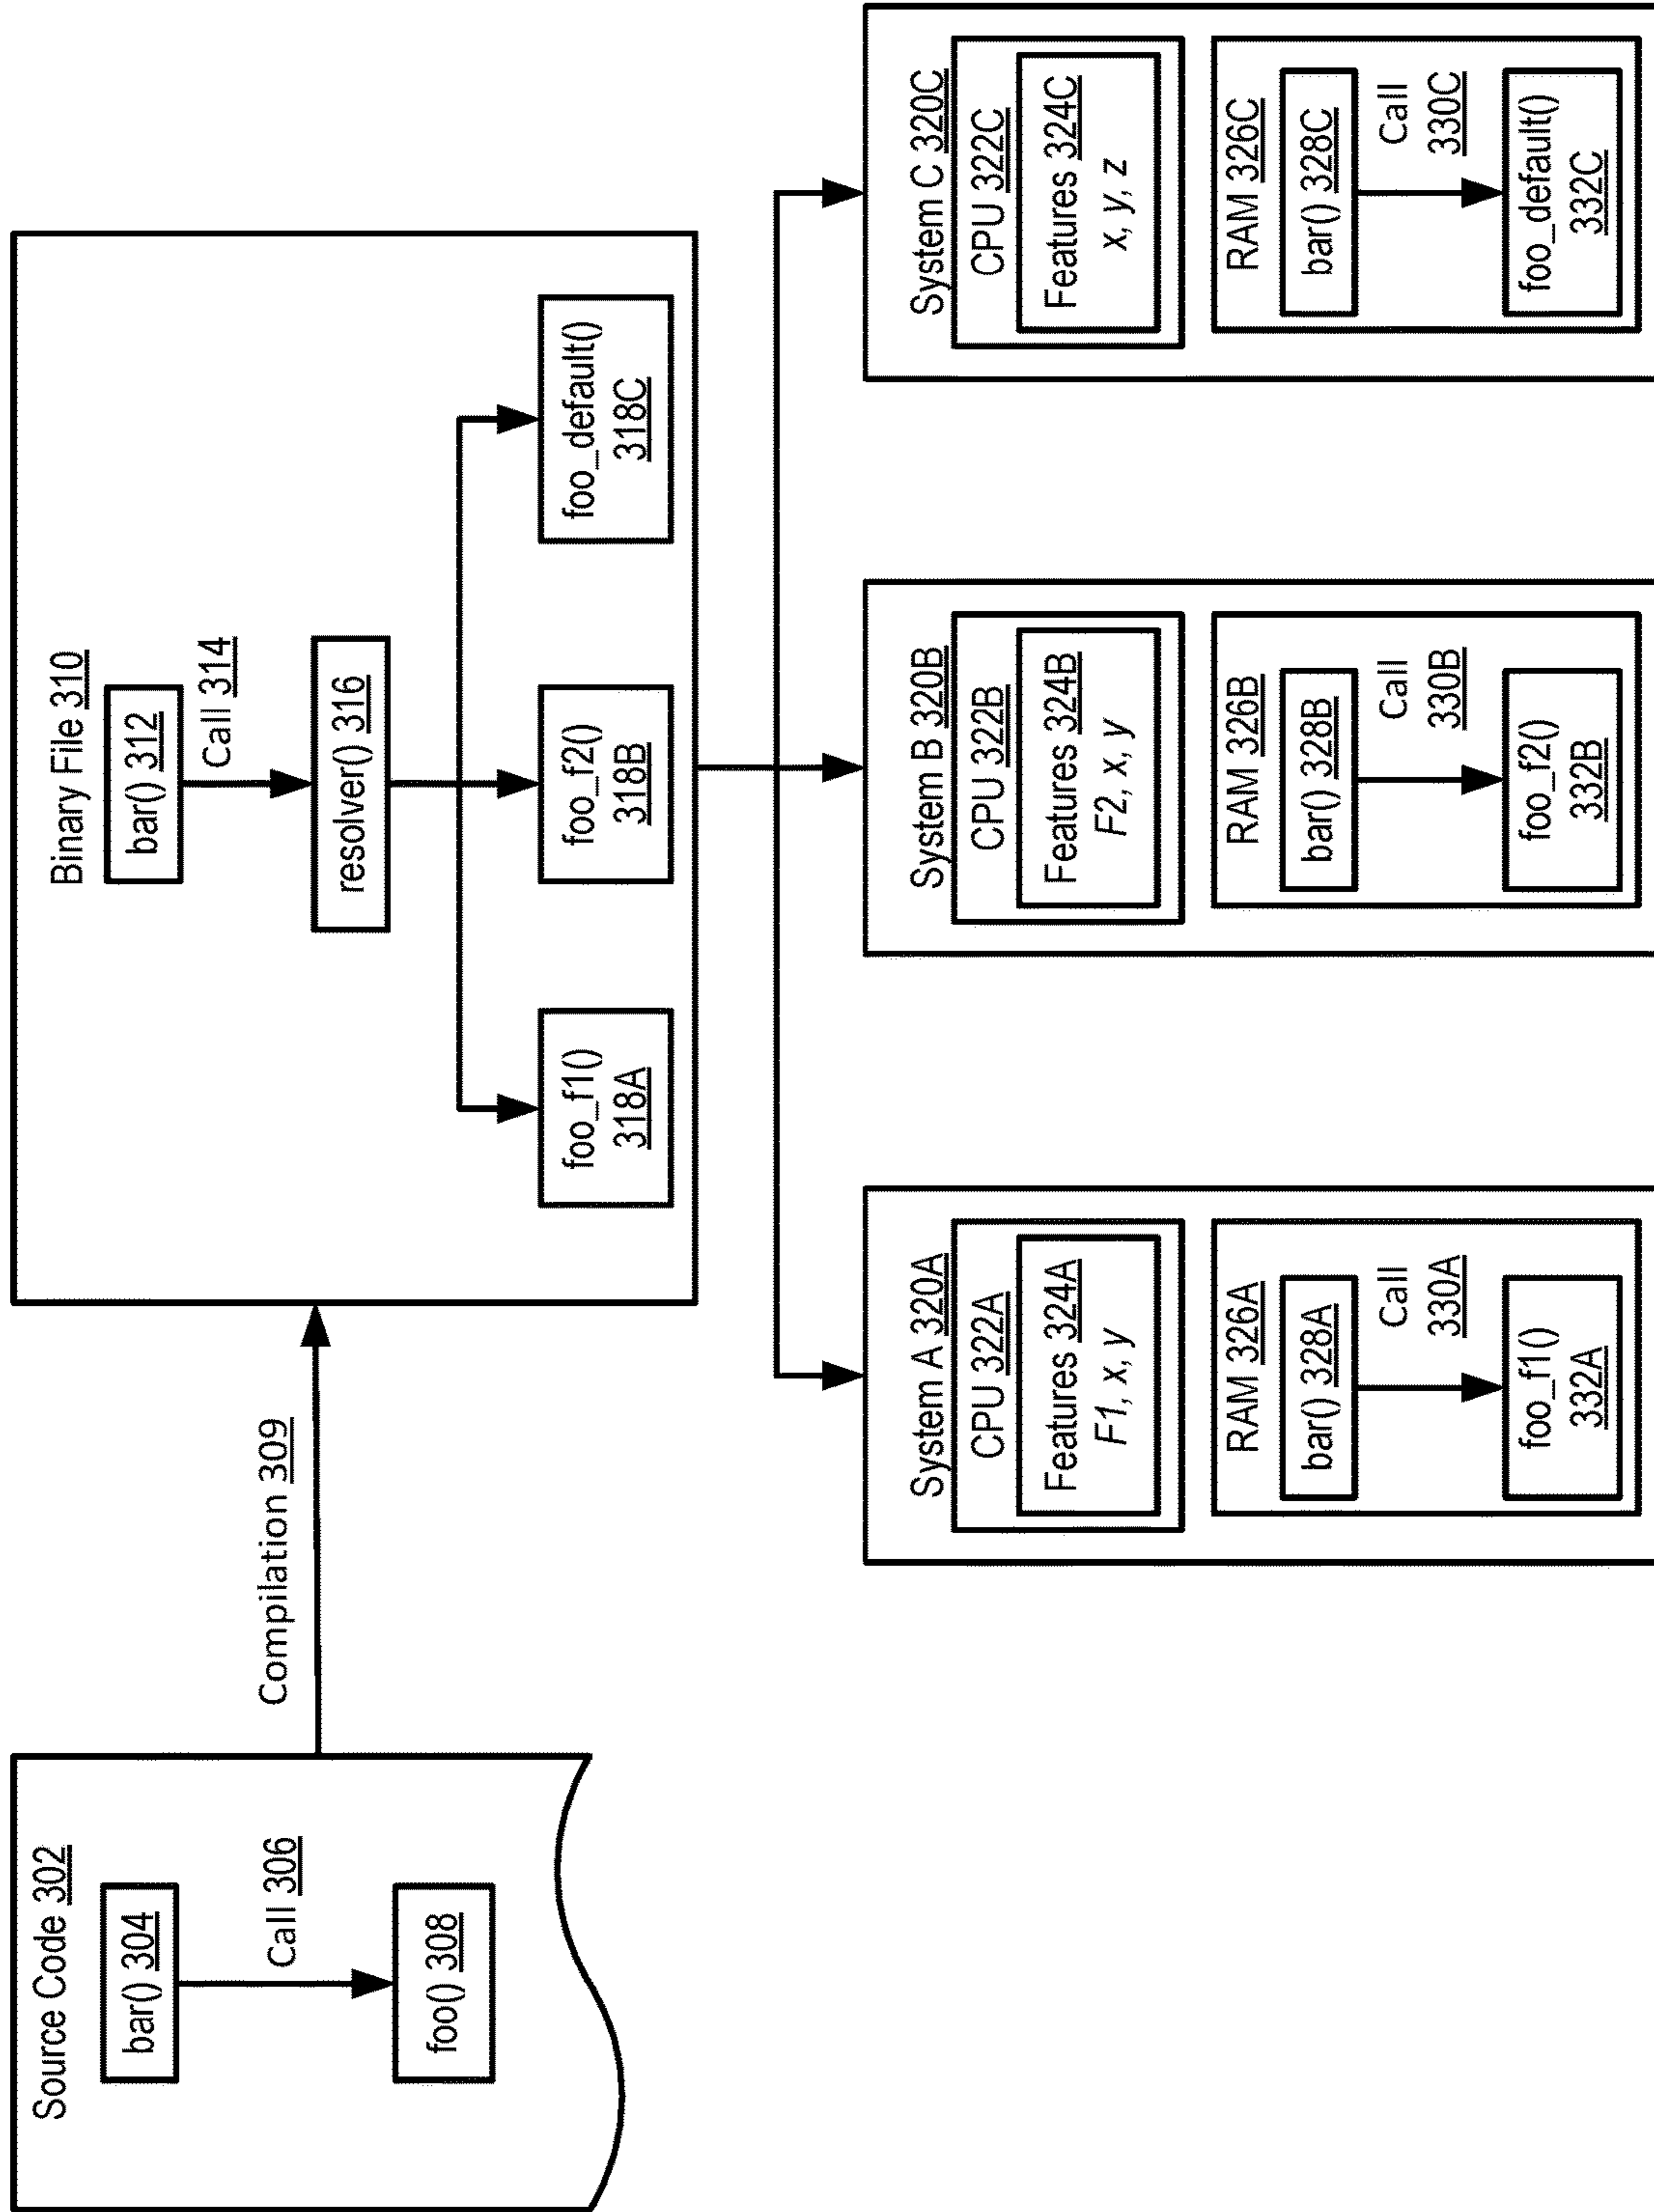 Source Code 302
bar() 304
Call 306
foo() 308
Compilation 309
Binary File 310
bar() 312
Call 314
resolver() 316
foo_f1()
318A
foo_f2()
318B
foo_default()
318C
System A 320A
CPU 322A
Features 324A
F1, x, y
RAM 326A
bar() 328A
Call
330A
foo_f1()
332A
System B 320B
CPU 322B
Features 324B
F2, x, y
RAM 326B
bar() 328B
Call
330B
foo_f2()
332B
System C 320C
CPU 322C
Features 324C
x, y, z
RAM 326C
bar() 328C
Call
330C
foo_default()
332C